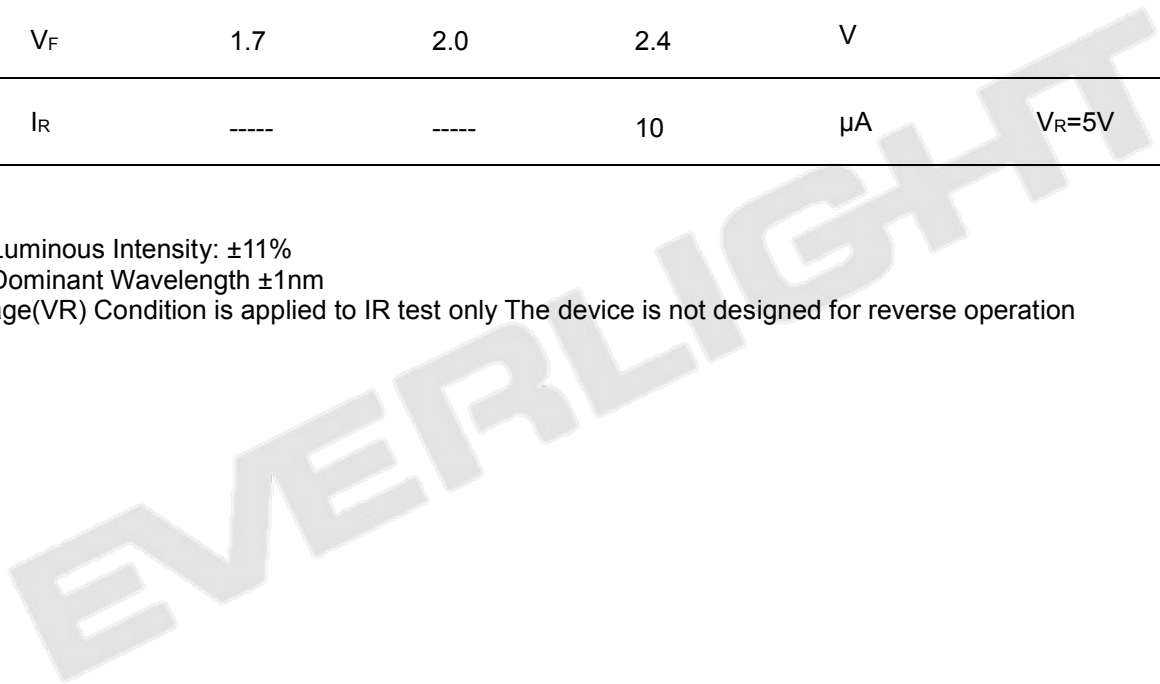 VF 1.7 2.0 2.4 V
IR ----- ----- 10 μA VR=5V
Luminous Intensity: ±11%
Dominant Wavelength ±1nm
age(VR) Condition is applied to IR test only The device is not designed for reverse operation
EVERLIGHT